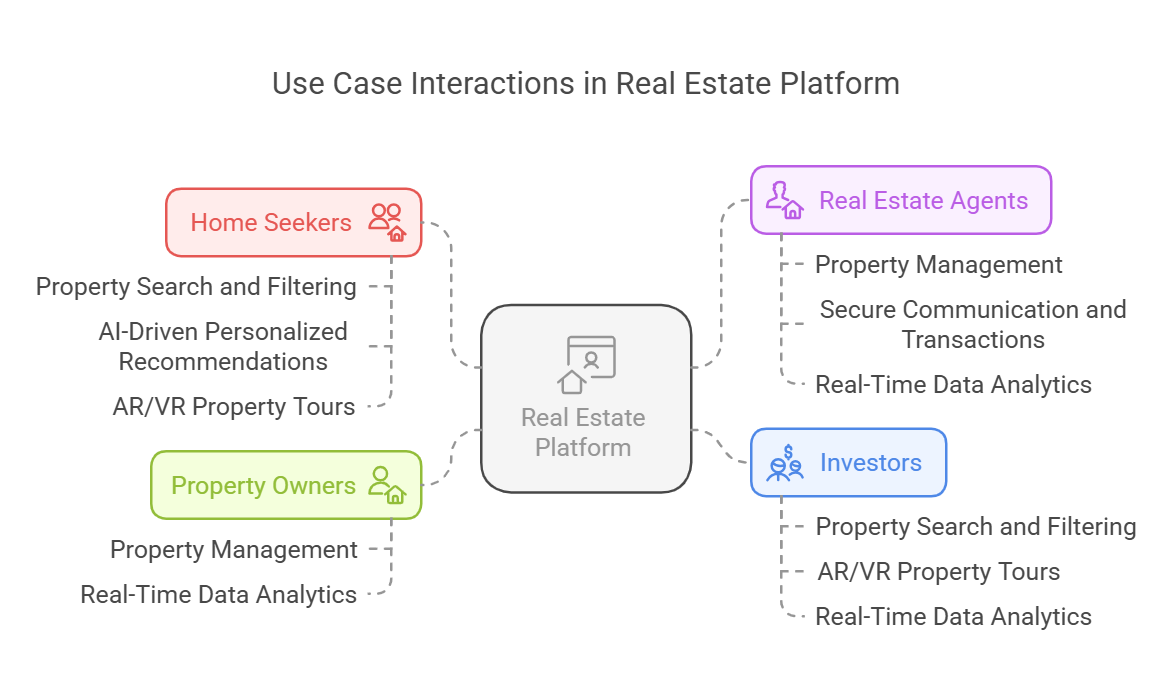 Use Case Interactions in Real Estate Platform
Home Seekers
Property Search and Filtering
AI-Driven Personalized
Recommendations
AR/VR Property Tours
Property Owners
Property Management
Real-Time Data Analytics
Real Estate
Platform
Real Estate Agents
Property Management
Secure Communication and
Transactions
Real-Time Data Analytics
$
Investors
Property Search and Filtering
AR/VR Property Tours
Real-Time Data Analytics